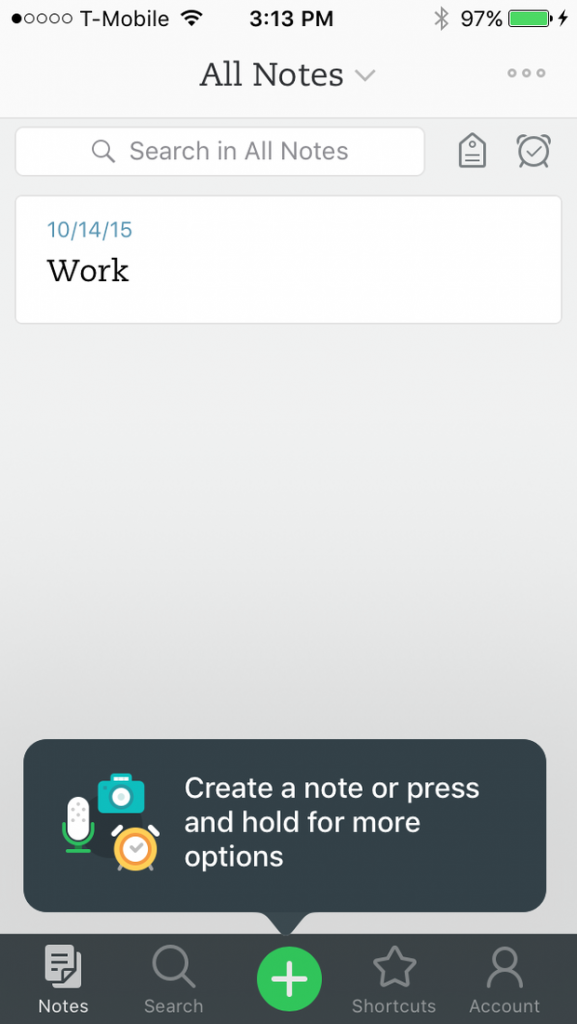 T-Mobile 3:13 PM 97%
All Notes
Search in All Notes
10/14/15
Work
Create a note or press
and hold for more
options
Notes Search Shortcuts Account